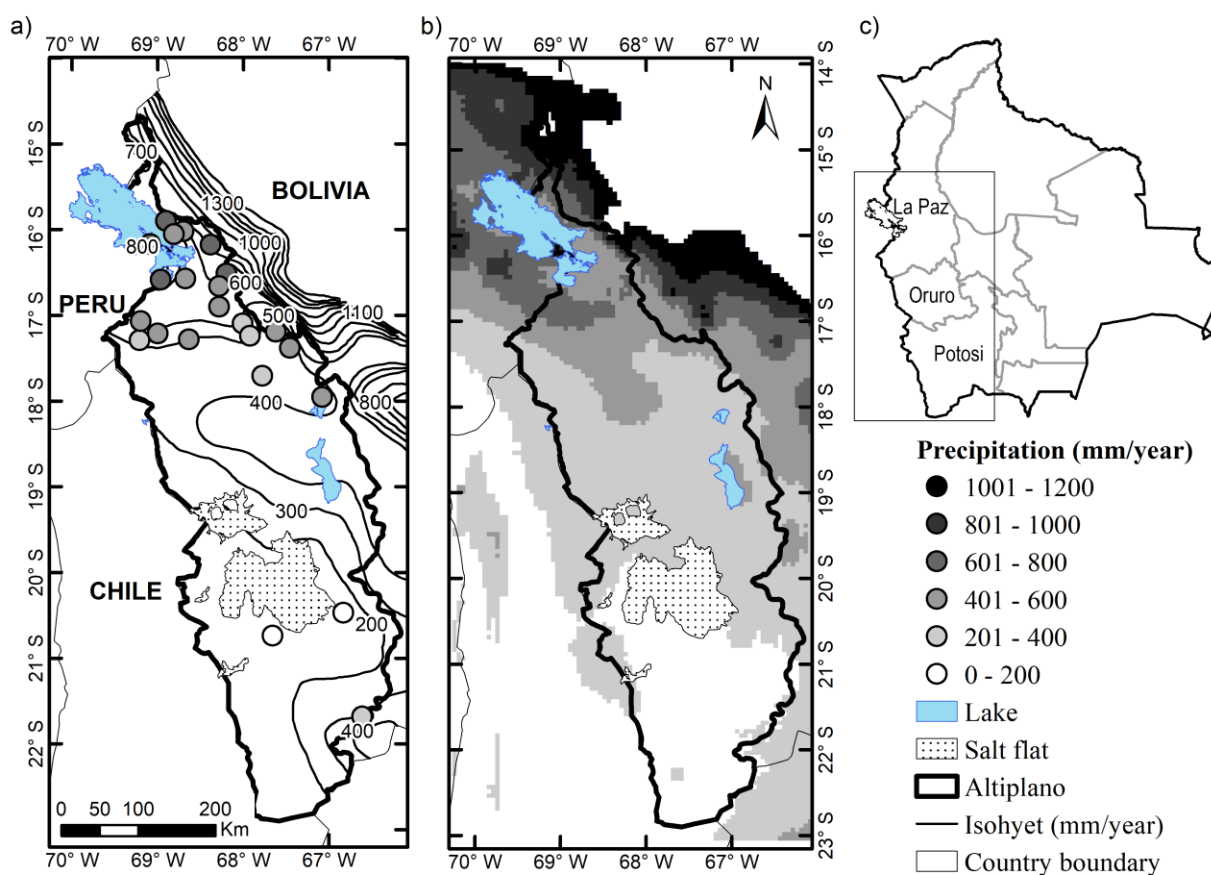 a)
70° W
69° W
68° W
67° W
15° S
16° S
17° S
18° S
19° S
20° S
21° S
22° S
700
BOLIVIA
1300
800
1000
PERU
600
500
1100
400
800
300
CHILE
200
400
0 50 100 200
Km
70° W
69° W
68° W
67° W
b)
70° W
69° W
68° W
67° W
N
14° S
15° S
16° S
17° S
18° S
19° S
20° S
21° S
22° S
23° S
70° W
69° W
68° W
67° W
c)
La Paz
Oruro
Potosi
Precipitation (mm/year)
1001 - 1200
801 - 1000
601 - 800
401 - 600
201 - 400
0 - 200
Lake
Salt flat
Altiplano
Isohyet (mm/year)
Country boundary